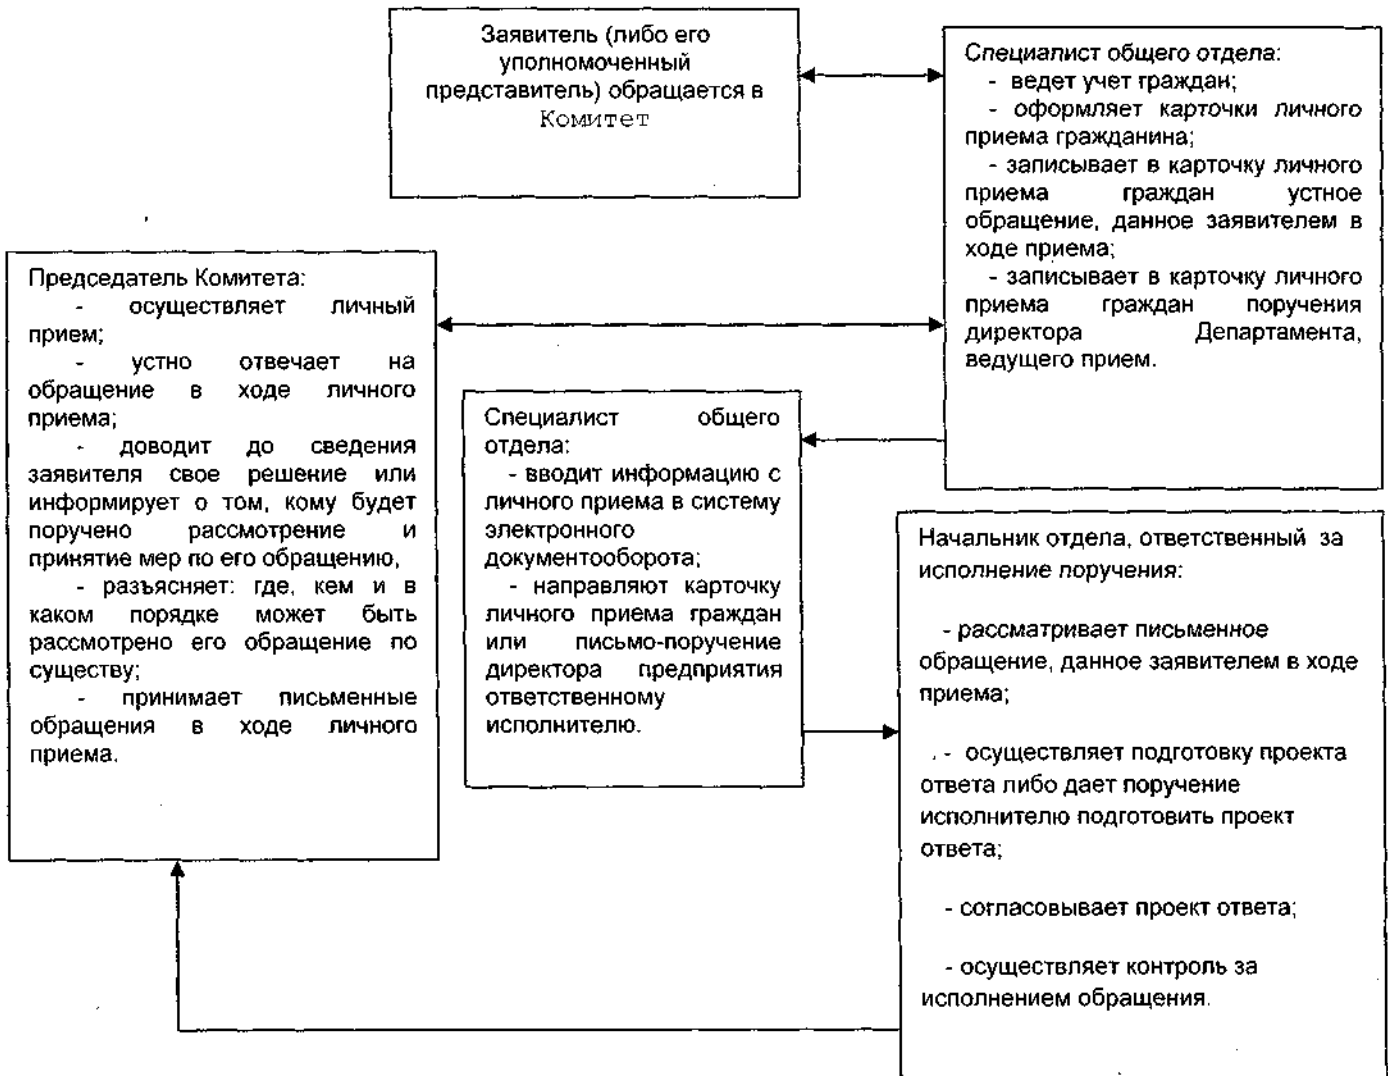 Заявитель (либо его
уполномоченный
представитель) обращается в
Комитет
Специалист общего отдела:
- ведет учет граждан;
- оформляет карточки личного
приема гражданина;
- записывает в карточку личного
приема граждан устное
обращение, данное заявителем в
ходе приема;
- записывает в карточку личного
приема граждан поручения
директора Департамента,
ведущего прием.
Председатель Комитета:
- осуществляет личный
прием;
- устно отвечает на
обращение в ходе личного
приема;
- доводит до сведения
заявителя свое решение или
информирует о том, кому будет
поручено рассмотрение и
принятие мер по его обращению,
- разъясняет: где, кем и в
каком порядке может быть
рассмотрено его обращение по
существу;
- принимает письменные
обращения в ходе личного
приема.
Специалист общего
отдела:
- вводит информацию с
личного приема в систему
электронного
документооборота;
- направляют карточку
личного приема граждан
или письмо-поручение
директора предприятия
ответственному
исполнителю.
Начальник отдела, ответственный за
исполнение поручения:
- рассматривает письменное
обращение, данное заявителем в ходе
приема;
- осуществляет подготовку проекта
ответа либо дает поручение
исполнителю подготовить проект
ответа;
- согласовывает проект ответа;
- осуществляет контроль за
исполнением обращения.